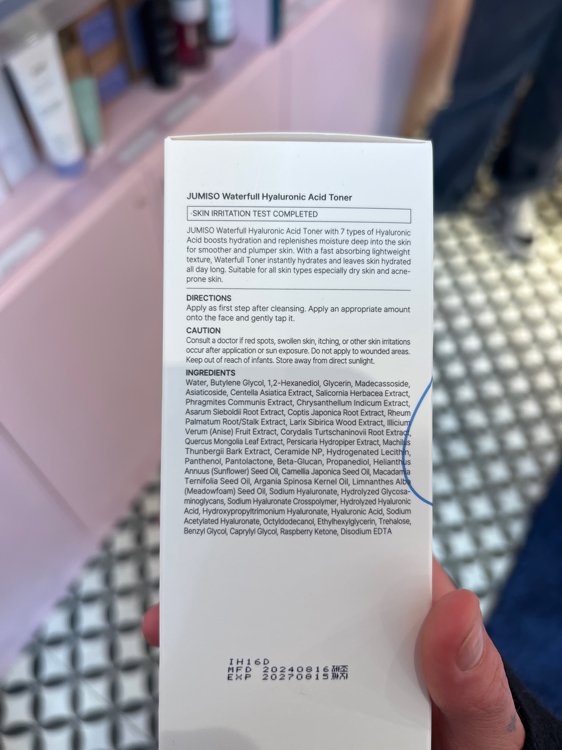 JUMISO Waterfull Hyaluronic Acid Toner
·SKIN IRRITATION TEST COMPLETED
JUMISO Waterfull Hyaluronic Acid Toner with 7 types of Hyaluronic
Acid boosts hydration and replenishes moisture deep into the skin
for smoother and plumper skin. With a fast absorbing lightweight
texture, Waterfull Toner instantly hydrates and leaves skin hydrated
all day long. Suitable for all skin types especially dry skin and acne-
prone skin.
DIRECTIONS
Apply as first step after cleansing. Apply an appropriate amount
onto the face and gently tap it.
CAUTION
Consult a doctor if red spots, swollen skin, itching, or other skin irritations
occur after application or sun exposure. Do not apply to wounded areas.
Keep out of reach of infants. Store away from direct sunlight.
INGREDIENTS
Water, Butylene Glycol, 1,2-Hexanediol, Glycerin, Madecassoside,
Asiaticoside, Centella Asiatica Extract, Salicornia Herbacea Extract,
Phragmites Communis Extract, Chrysanthellum Indicum Extract,
Asarum Sieboldi Root Extract, Coptis Japonica Root Extract, Rheum
Palmatum Root/Stalk Extract, Larix Sibirica Wood Extract, Illicium
Verum (Anise) Fruit Extract, Corydalis Turtschaninovii Root Extract,
Quercus Mongolia Leaf Extract, Persicaria Hydropiper Extract, Machilus
Thunbergii Bark Extract, Ceramide NP, Hydrogenated Lecithin,
Panthenol, Pantolactone, Beta-Glucan, Propanediol, Helianthus
Annuus (Sunflower) Seed Oil, Camellia Japonica Seed Oil, Macadamia
Ternifolia Seed Oil, Argania Spinosa Kernel Oil, Limnanthes Alba
(Meadowfoam) Seed Oil, Sodium Hyaluronate, Hydrolyzed Glycosa-
minoglycans, Sodium Hyaluronate Crosspolymer, Hydrolyzed Hyaluronic
Acid, Hydroxypropyltrimonium Hyaluronate, Hyaluronic Acid, Sodium
Acetylated Hyaluronate, Octyldodecanol, Ethylhexylglycerin, Trehalose,
Benzyl Glycol, Caprylyl Glycol, Raspberry Ketone, Disodium EDTA
IH16D
MFD 20240816 제조
EXP 20270815 까지